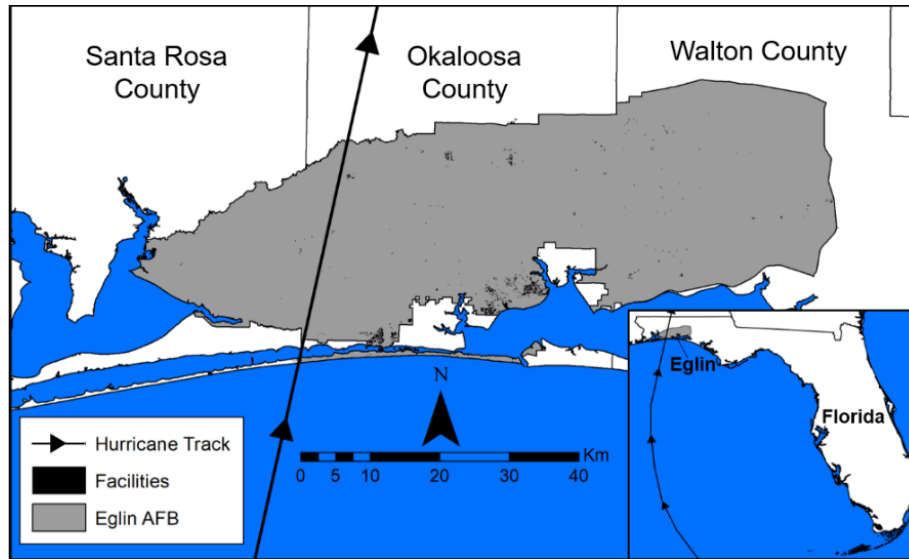 Santa Rosa
County
Okaloosa
County
Walton County
N
Km
0 5 10 20 30 40
Hurricane Track
Facilities
Eglin AFB
Eglin
Florida